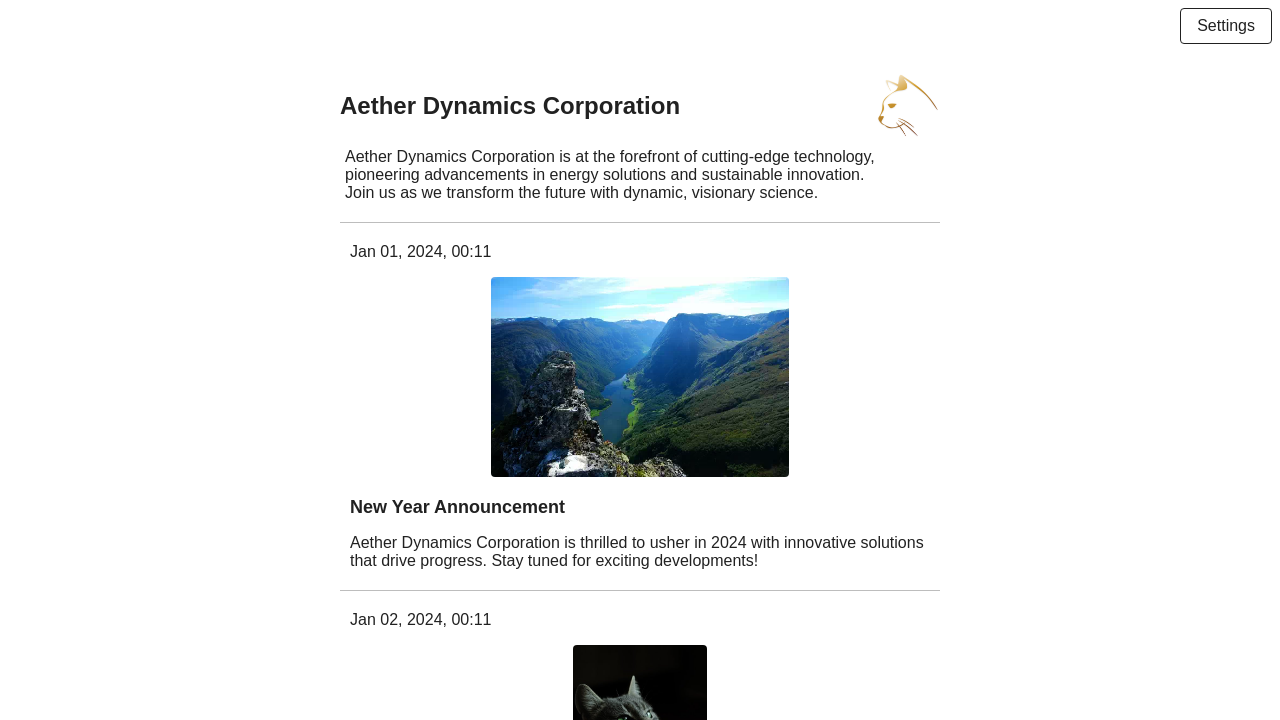 Settings
Aether Dynamics Corporation
Aether Dynamics Corporation is at the forefront of cutting-edge technology,
pioneering advancements in energy solutions and sustainable innovation.
Join us as we transform the future with dynamic, visionary science.
Jan 01, 2024, 00:11
New Year Announcement
Aether Dynamics Corporation is thrilled to usher in 2024 with innovative solutions
that drive progress. Stay tuned for exciting developments!
Jan 02, 2024, 00:11